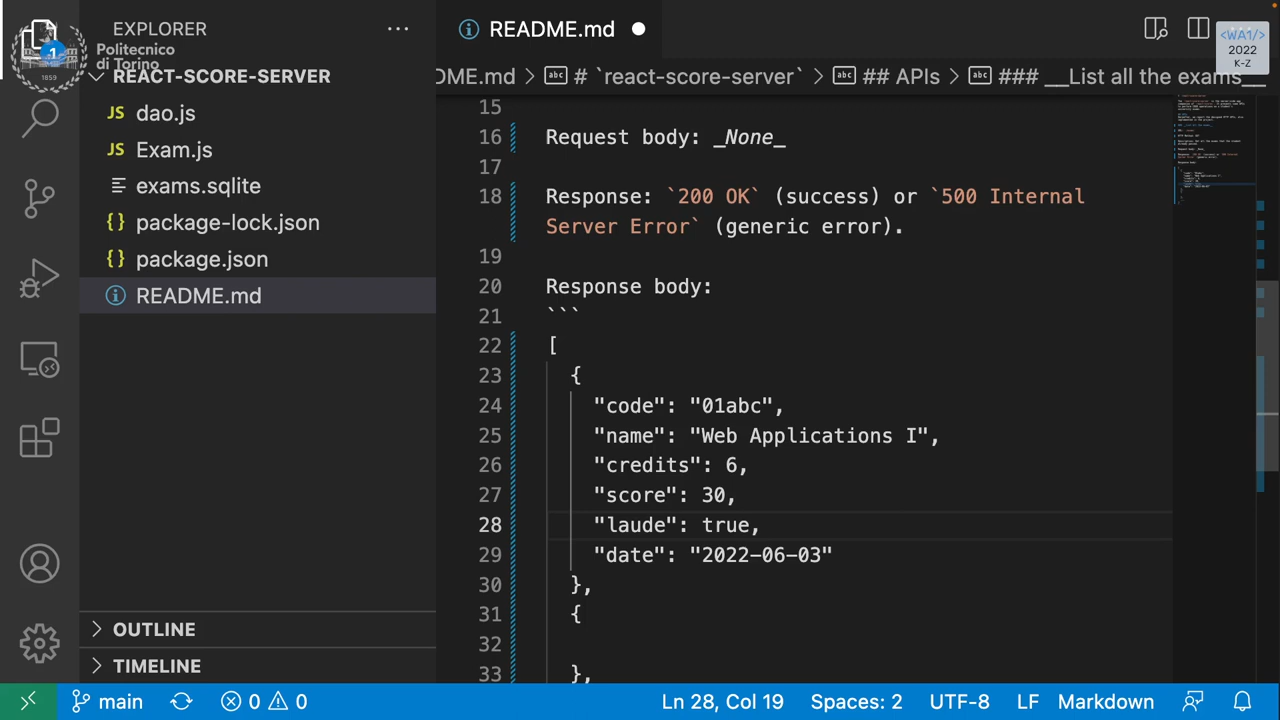 EXPLORER
README.md
<WA1/>
2022
K-Z
1
Politecnico
di Torino
1859
REACT-SCORE-SERVER
DME.md > # `react-score-server` > ## APIs > ### __List all the exams__
JS dao.js
JS Exam.js
exams.sqlite
{} package-lock.json
{} package.json
README.md
OUTLINE
TIMELINE
15
16 Request body: _None_
17
18 Response: `200 OK` (success) or `500 Internal
Server Error` (generic error).
19
20 Response body:
21 ```
22 [
23 {
24 "code": "01abc",
25 "name": "Web Applications I",
26 "credits": 6,
27 "score": 30,
28 "laude": true,
29 "date": "2022-06-03"
30 },
31 {
32
33 },
main 0 0 Ln 28, Col 19 Spaces: 2 UTF-8 LF Markdown